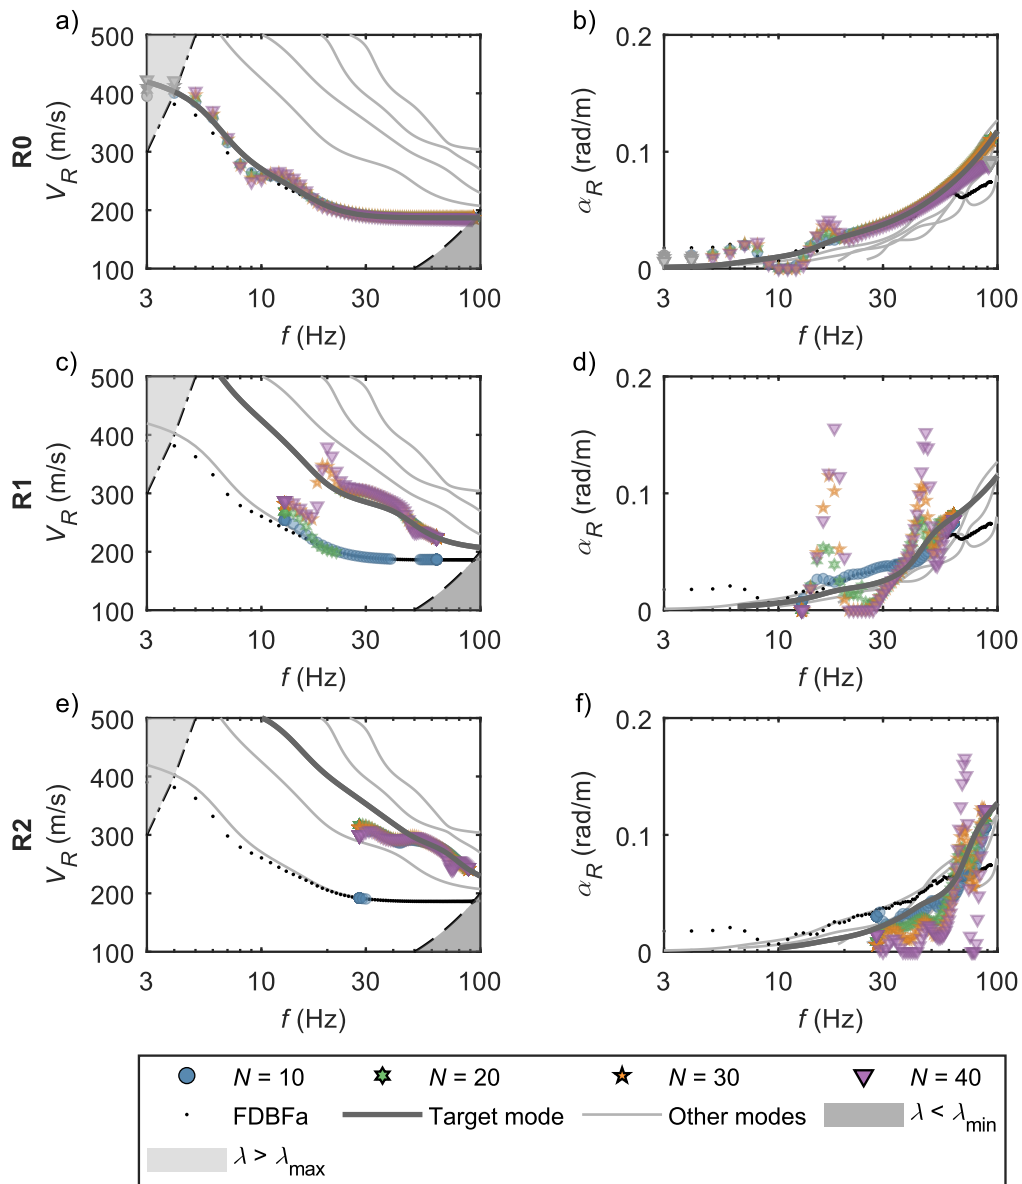 a)
b)
500
400
300
200
100
R0
V_R (m/s)
3
10
30
100
f (Hz)
0.2
0.1
0
α_R (rad/m)
3
10
30
100
f (Hz)
c)
d)
500
400
300
200
100
R1
V_R (m/s)
3
10
30
100
f (Hz)
0.2
0.1
0
α_R (rad/m)
3
10
30
100
f (Hz)
e)
f)
500
400
300
200
100
R2
V_R (m/s)
3
10
30
100
f (Hz)
0.2
0.1
0
α_R (rad/m)
3
10
30
100
f (Hz)
N = 10 N = 20 N = 30 N = 40
FDBFa Target mode Other modes λ < λ_min
λ > λ_max